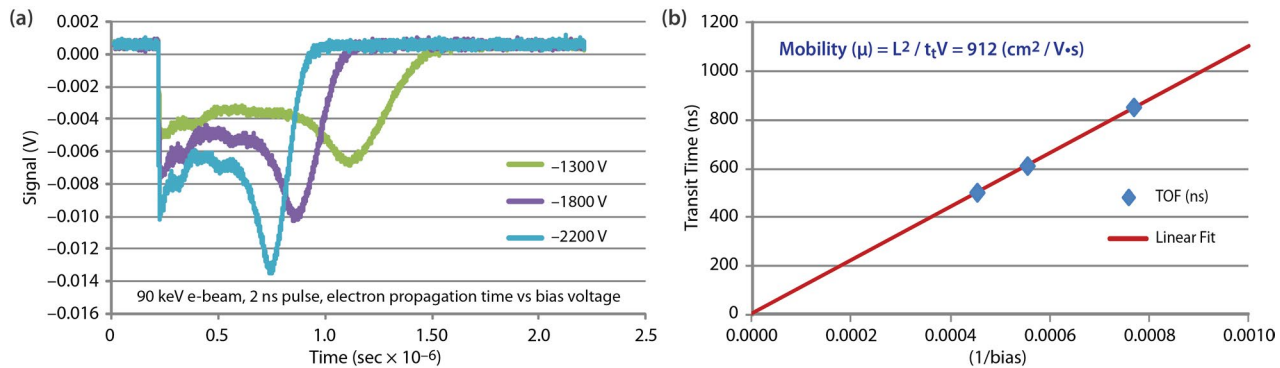 (a)
0.002
0.000
–0.002
–0.004
–0.006
–0.008
–0.010
–0.012
–0.014
–0.016
Signal (V)
–1300 V
–1800 V
–2200 V
90 keV e-beam, 2 ns pulse, electron propagation time vs bias voltage
0
0.5
1.0
1.5
2.0
2.5
Time (sec × 10⁻⁶)
(b)
1200
1000
800
600
400
200
0
Transit Time (ns)
Mobility (μ) = L² / tₜV = 912 (cm² / V•s)
TOF (ns)
Linear Fit
0.0000
0.0002
0.0004
0.0006
0.0008
0.0010
(1/bias)